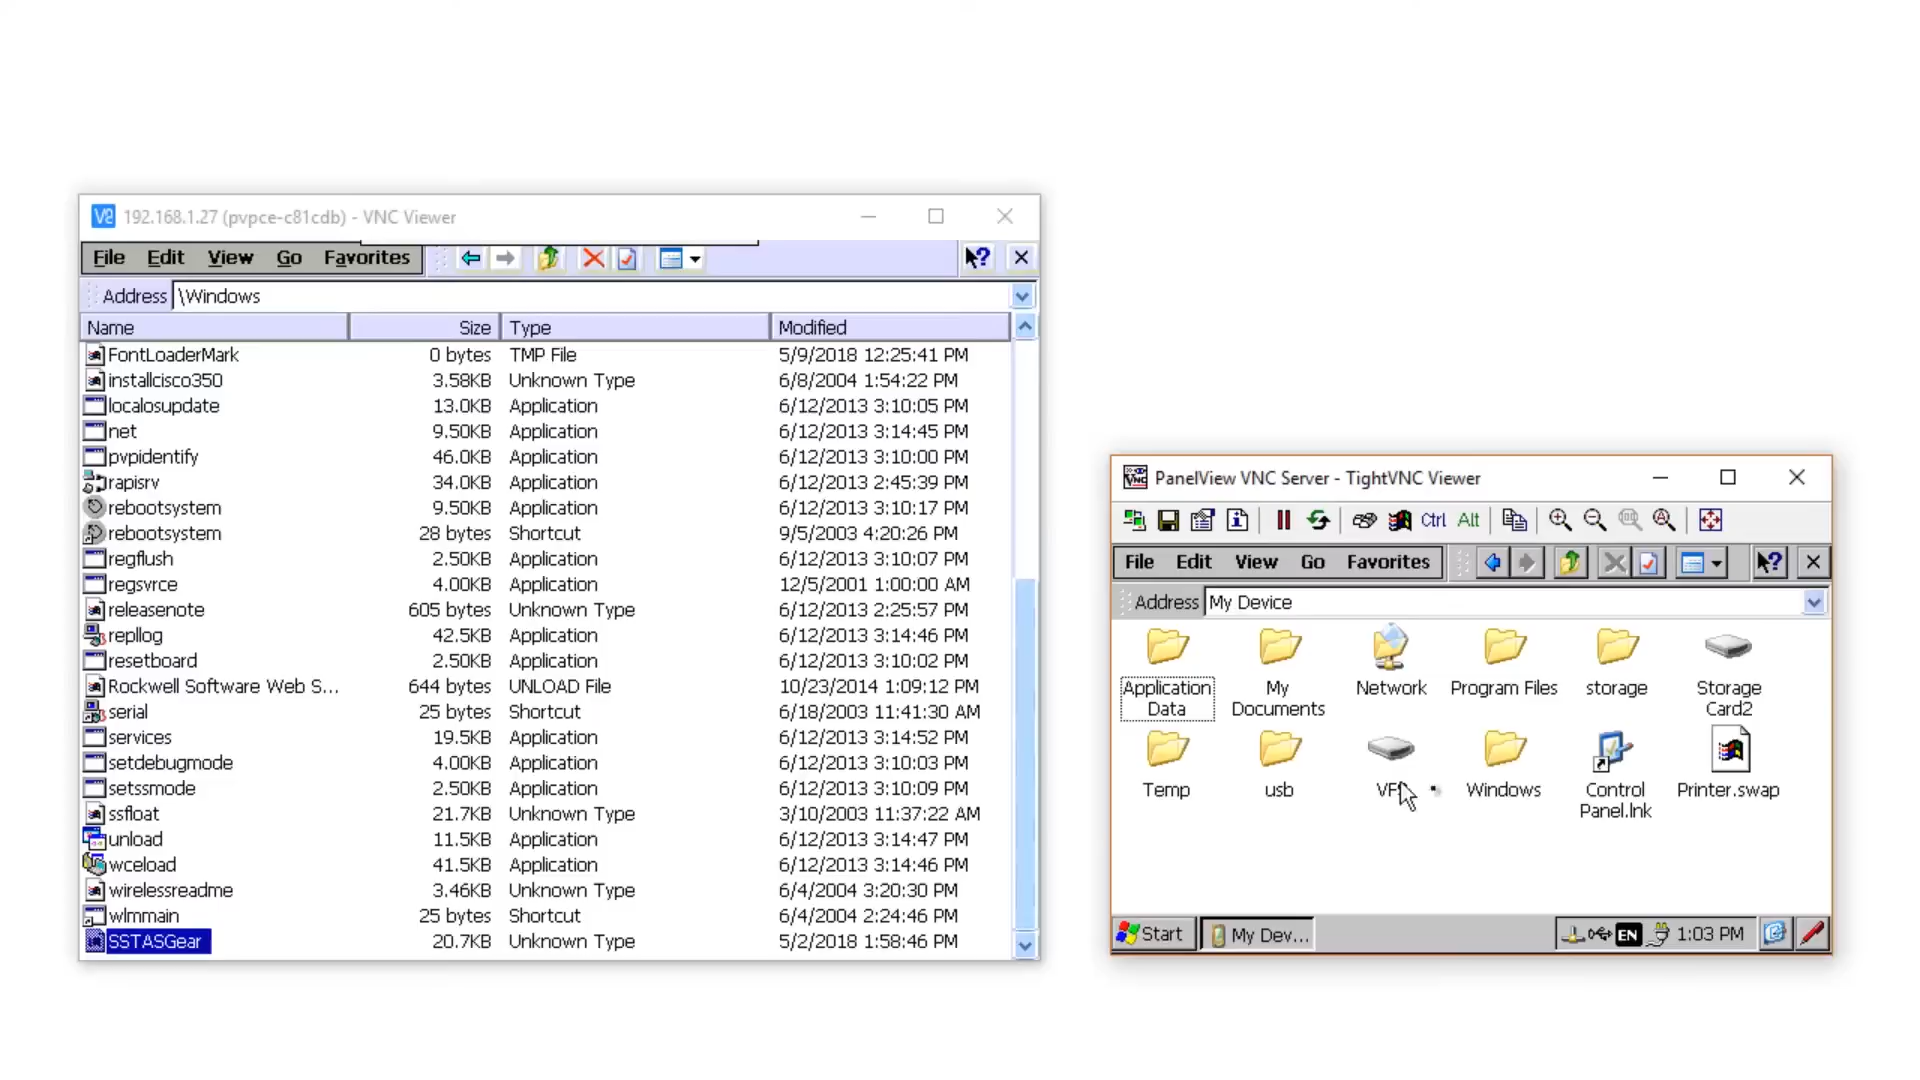 192.168.1.27 (pvpce-c81cdb) - VNC Viewer
File Edit View Go Favorites
Address \Windows
Name Size Type Modified
FontLoaderMark 0 bytes TMP File 5/9/2018 12:25:41 PM
installcisco350 3.58KB Unknown Type 6/8/2004 1:54:22 PM
localosupdate 13.0KB Application 6/12/2013 3:10:05 PM
net 9.50KB Application 6/12/2013 3:14:45 PM
pvpidentify 46.0KB Application 6/12/2013 3:10:00 PM
rapisrv 34.0KB Application 6/12/2013 2:45:39 PM
rebootsystem 9.50KB Application 6/12/2013 3:10:17 PM
rebootsystem 28 bytes Shortcut 9/5/2003 4:20:26 PM
regflush 2.50KB Application 6/12/2013 3:10:07 PM
regsvrce 4.00KB Application 12/5/2001 1:00:00 AM
releasenote 605 bytes Unknown Type 6/12/2013 2:25:57 PM
repllog 42.5KB Application 6/12/2013 3:14:46 PM
resetboard 2.50KB Application 6/12/2013 3:10:02 PM
Rockwell Software Web S... 644 bytes UNLOAD File 10/23/2014 1:09:12 PM
serial 25 bytes Shortcut 6/18/2003 11:41:30 AM
services 19.5KB Application 6/12/2013 3:14:52 PM
setdebugmode 4.00KB Application 6/12/2013 3:10:03 PM
setssmode 2.50KB Application 6/12/2013 3:10:09 PM
ssfloat 21.7KB Unknown Type 3/10/2003 11:37:22 AM
unload 11.5KB Application 6/12/2013 3:14:47 PM
wceload 41.5KB Application 6/12/2013 3:14:46 PM
wirelessreadme 3.46KB Unknown Type 6/4/2004 3:20:30 PM
wlmmain 25 bytes Shortcut 6/4/2004 2:24:46 PM
SSTASGear 20.7KB Unknown Type 5/2/2018 1:58:46 PM
PanelView VNC Server - TightVNC Viewer
Ctrl Alt
File Edit View Go Favorites
Address My Device
Application Data
My Documents
Network
Program Files
storage
Storage Card2
Temp
usb
Windows
Control Panel.lnk
Printer.swap
Start My Dev... EN 1:03 PM